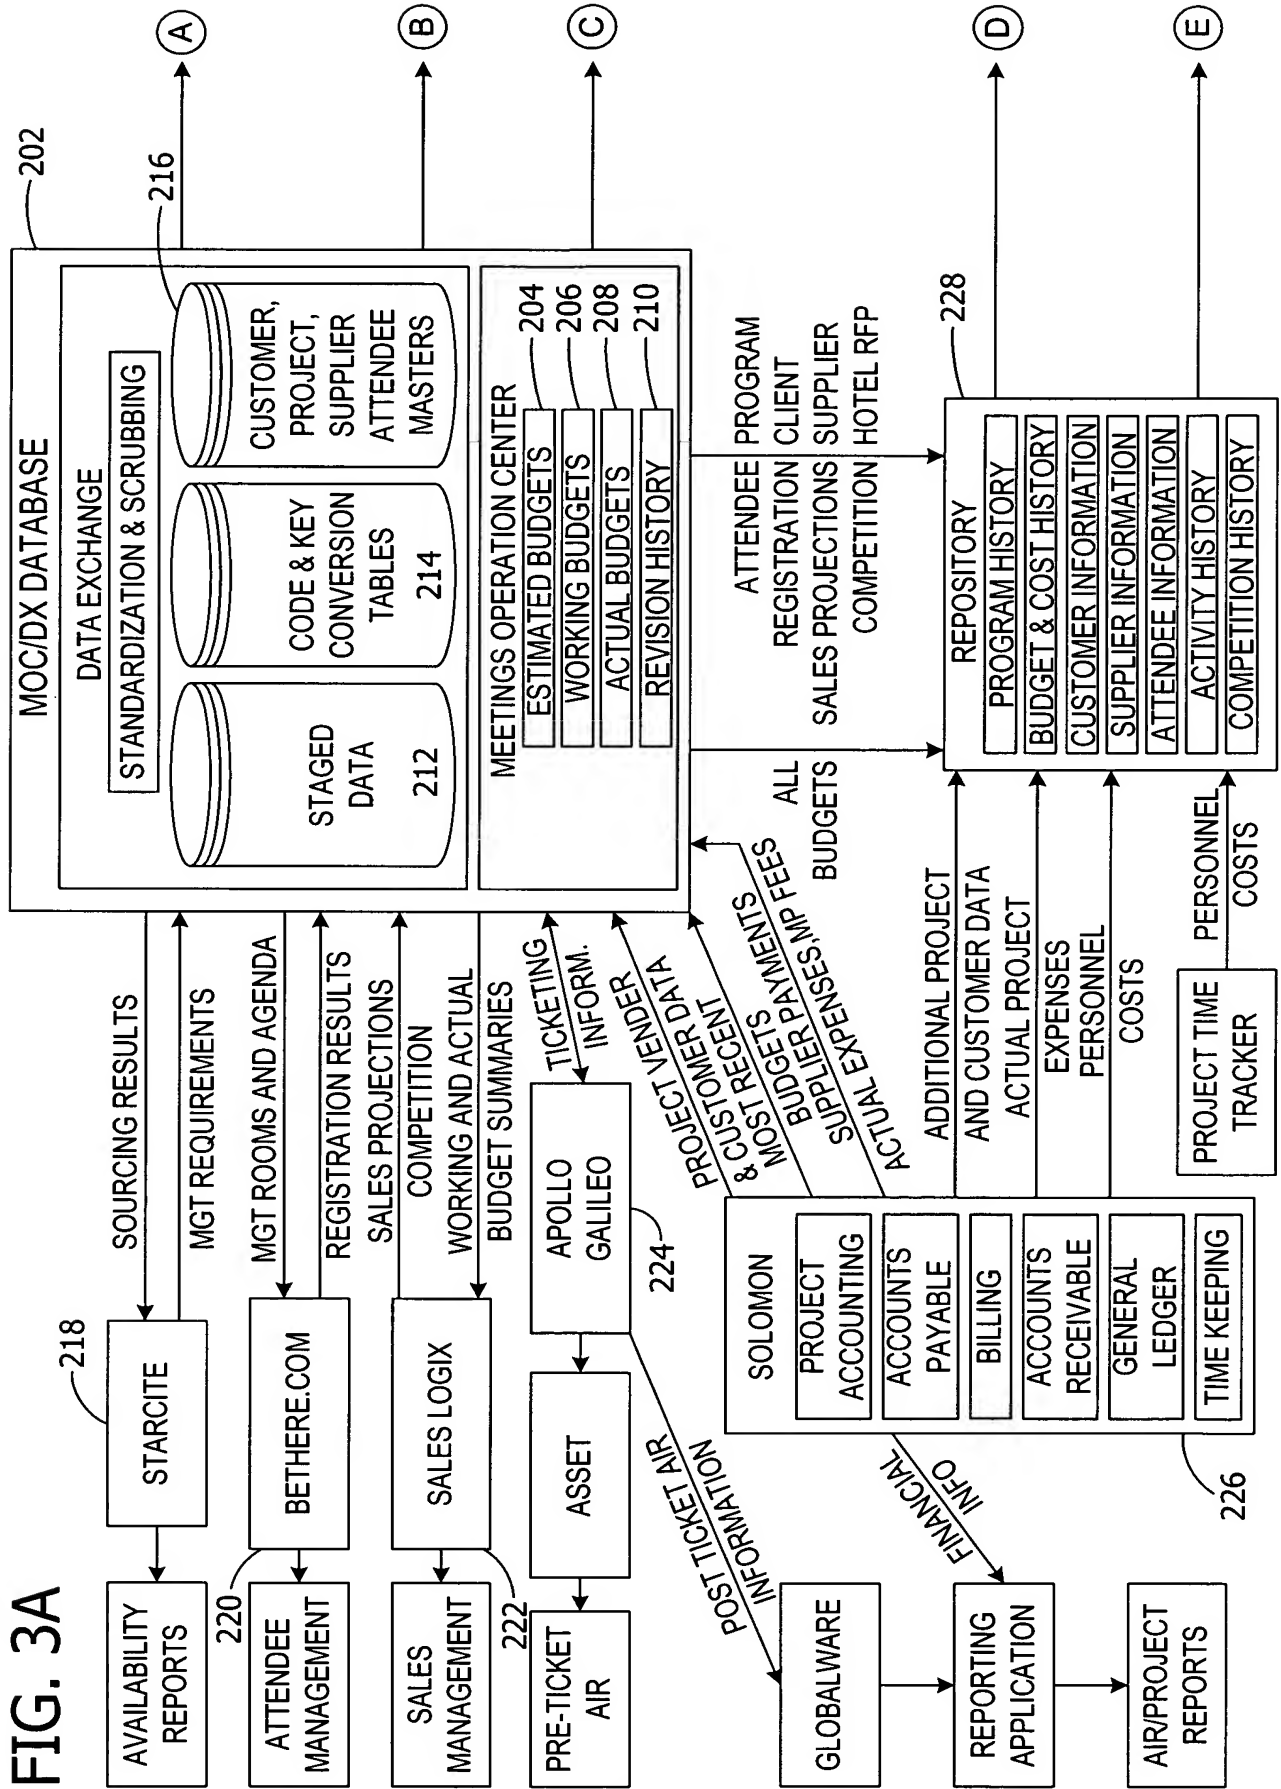 FIG. 3A
AVAILABILITY
REPORTS
STARCITE
218
SOURCING RESULTS
MGT REQUIREMENTS
220
ATTENDEE
MANAGEMENT
BETHERE.COM
MGT ROOMS AND AGENDA
REGISTRATION RESULTS
SALES
MANAGEMENT
222
SALES LOGIX
SALES PROJECTIONS
COMPETITION
WORKING AND ACTUAL
BUDGET SUMMARIES
PRE-TICKET
AIR
ASSET
APOLLO
GALILEO
224
TICKETING
INFORM.
MOC/DX DATABASE
202
DATA EXCHANGE
STANDARDIZATION & SCRUBBING
216
STAGED
DATA
212
CODE & KEY
CONVERSION
TABLES
214
CUSTOMER,
PROJECT,
SUPPLIER
ATTENDEE
MASTERS
MEETINGS OPERATION CENTER
ESTIMATED BUDGETS
204
WORKING BUDGETS
206
ACTUAL BUDGETS
208
REVISION HISTORY
210
A
B
C
D
E
POST TICKET AIR
INFORMATION
GLOBALWARE
REPORTING
APPLICATION
AIR/PROJECT
REPORTS
FINANCIAL
INFO
SOLOMON
PROJECT
ACCOUNTING
ACCOUNTS
PAYABLE
BILLING
ACCOUNTS
RECEIVABLE
GENERAL
LEDGER
TIME KEEPING
226
PROJECT VENDER
PROJECT DATA
& CUSTOMER DATA
MOST RECENT
BUDGETS
SUPPLIER PAYMENTS
ACTUAL EXPENSES,MP FEES
ALL
BUDGETS
ATTENDEE PROGRAM
REGISTRATION CLIENT
SALES PROJECTIONS SUPPLIER
COMPETITION HOTEL RFP
ADDITIONAL PROJECT
AND CUSTOMER DATA
ACTUAL PROJECT
EXPENSES
PERSONNEL
COSTS
PROJECT TIME
TRACKER
PERSONNEL
COSTS
REPOSITORY
228
PROGRAM HISTORY
BUDGET & COST HISTORY
CUSTOMER INFORMATION
SUPPLIER INFORMATION
ATTENDEE INFORMATION
ACTIVITY HISTORY
COMPETITION HISTORY